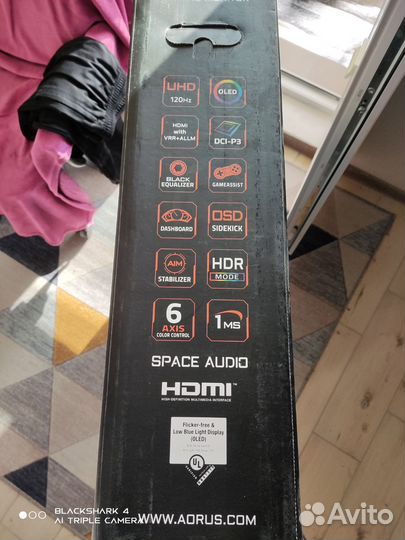 UHD
120Hz
OLED
HDMI
with
VRR+ALLM
DCI-P3
BLACK
EQUALIZER
GAMEASSIST
DASHBOARD
OSD
SIDEKICK
AIM
STABILIZER
HDR
MODE
6
AXIS
COLOR CONTROL
1MS
SPACE AUDIO
HDMI™
HIGH-DEFINITION MULTIMEDIA INTERFACE
Flicker-free &
Low Blue Light Display
(OLED)
UL
WWW.AORUS.COM
BLACKSHARK 4
AI TRIPLE CAMERA
Avito